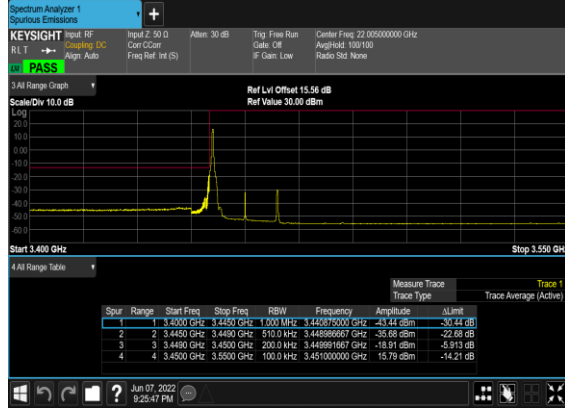 Spectrum Analyzer 1
Spurious Emissions
+
KEYSIGHT Input: RF Input Z: 50 Ω Atten: 30 dB Trig: Free Run Center Freq: 22.005000000 GHz
RLT Coupling: DC Corr CCorr Gate: Off Avg|Hold: 100/100
Align: Auto Freq Ref: Int (S) IF Gain: Low Radio Std: None
PASS
3 All Range Graph
Ref Lvl Offset 15.56 dB
Scale/Div 10.0 dB Ref Value 30.00 dBm
Log
20.0
10.0
0.00
-10.0
-20.0
-30.0
-40.0
-50.0
-60.0
Start 3.400 GHz Stop 3.550 GH
4 All Range Table
Measure Trace Trace 1
Trace Type Trace Average (Active)
Spur Range Start Freq Stop Freq RBW Frequency Amplitude ΔLimit
1 1 3.4000 GHz 3.4450 GHz 1.000 MHz 3.440875000 GHz -43.44 dBm -30.44 dB
2 2 3.4450 GHz 3.4490 GHz 510.0 kHz 3.448986667 GHz -35.68 dBm -22.68 dB
3 3 3.4490 GHz 3.4500 GHz 200.0 kHz 3.449991667 GHz -18.91 dBm -5.913 dB
4 4 3.4500 GHz 3.5500 GHz 100.0 kHz 3.451000000 GHz 15.79 dBm -14.21 dB
? Jun 07, 2022
9:25:47 PM